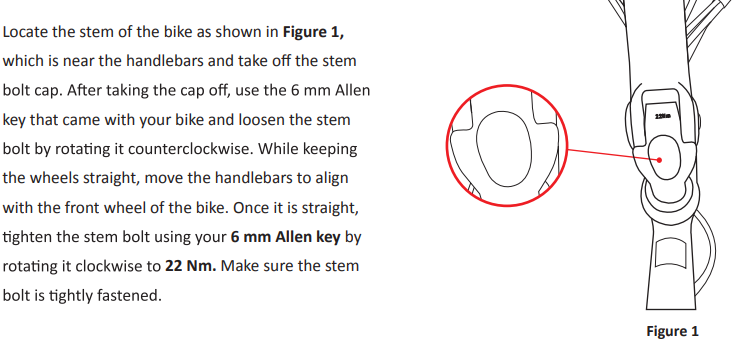 Locate the stem of the bike as shown in Figure 1,
which is near the handlebars and take off the stem
bolt cap. After taking the cap off, use the 6 mm Allen
key that came with your bike and loosen the stem
bolt by rotating it counterclockwise. While keeping
the wheels straight, move the handlebars to align
with the front wheel of the bike. Once it is straight,
tighten the stem bolt using your 6 mm Allen key by
rotating it clockwise to 22 Nm. Make sure the stem
bolt is tightly fastened.
22Nm
Figure 1